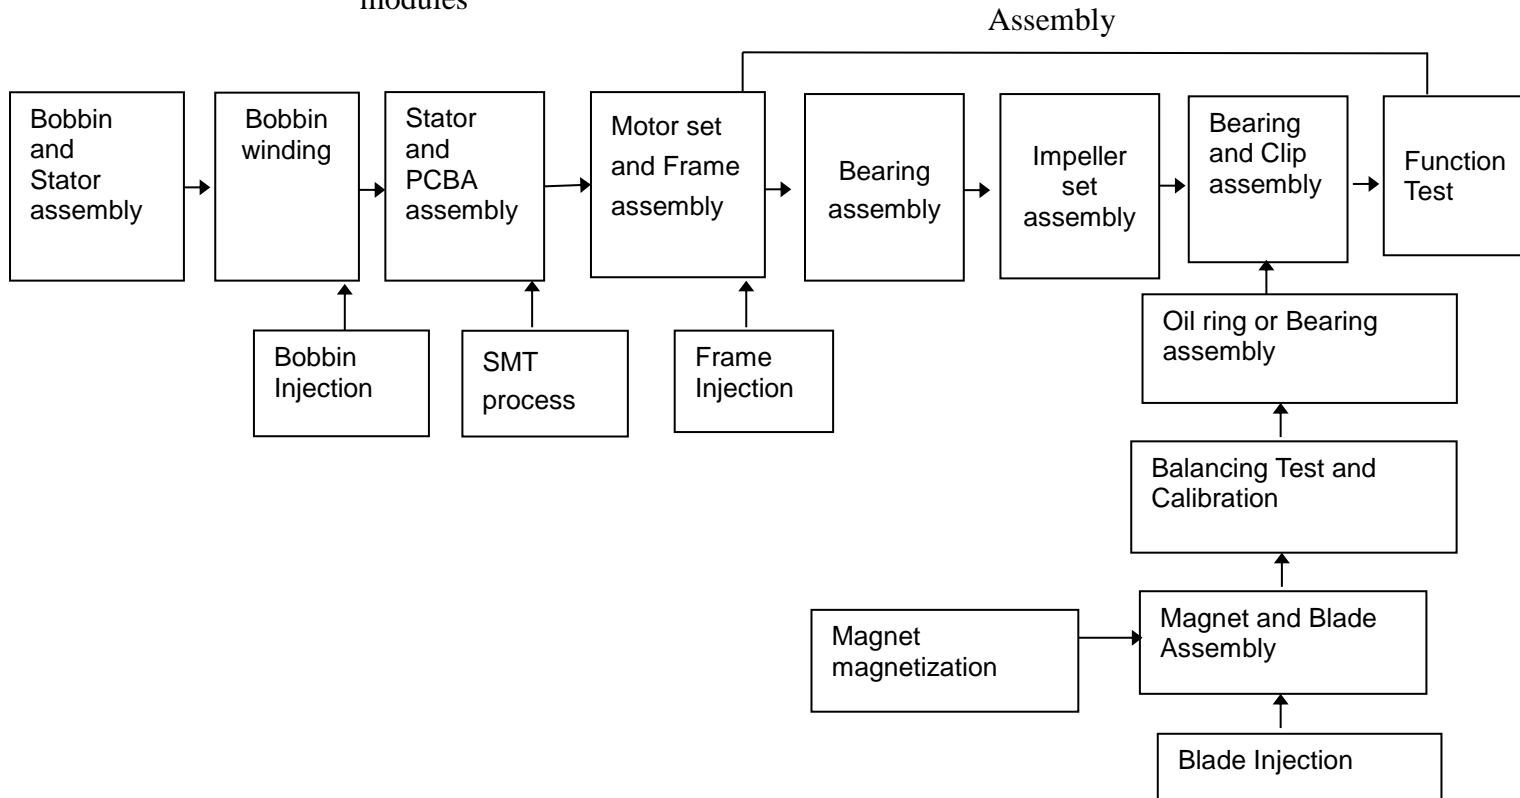 modules
Assembly
Bobbin
and
Stator
assembly
Bobbin
winding
Stator
and
PCBA
assembly
Motor set
and Frame
assembly
Bearing
assembly
Impeller
set
assembly
Bearing
and Clip
assembly
Function
Test
Bobbin
Injection
SMT
process
Frame
Injection
Oil ring or Bearing
assembly
Balancing Test and
Calibration
Magnet
magnetization
Magnet and Blade
Assembly
Blade Injection